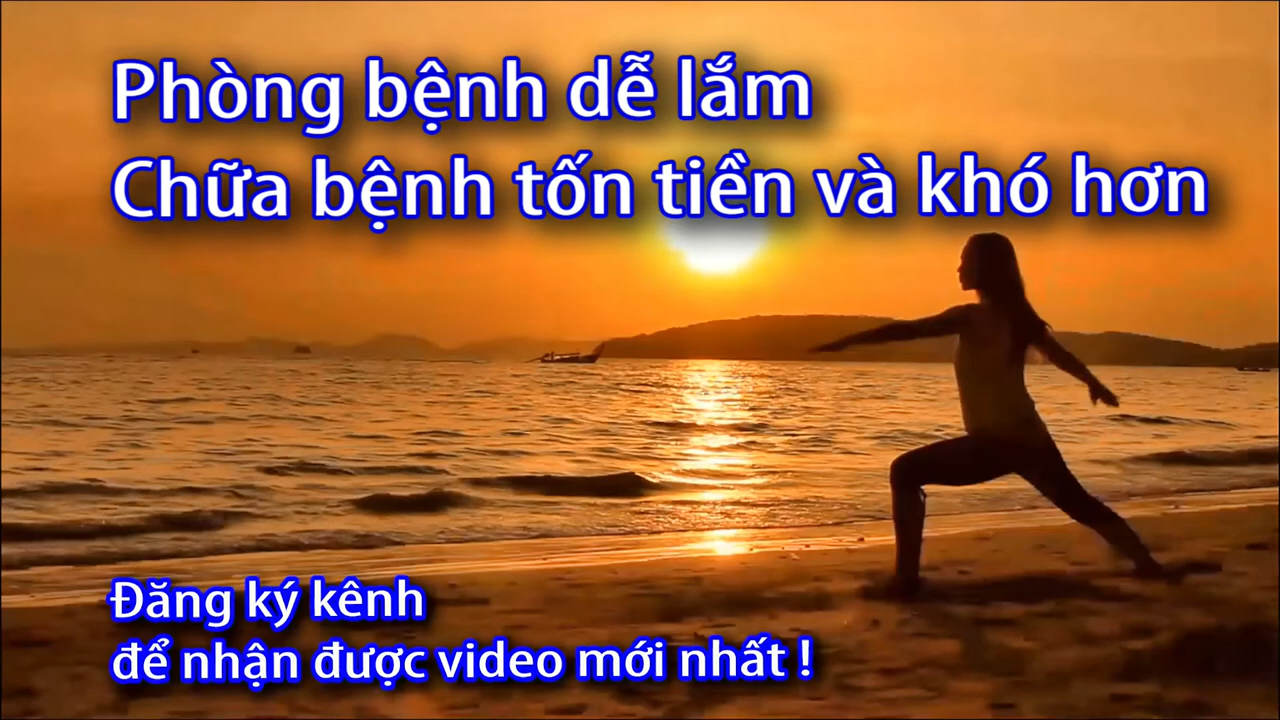 Phòng bệnh dễ lắm
Chữa bệnh tốn tiền và khó hơn
Đăng ký kênh
để nhận được video mới nhất !